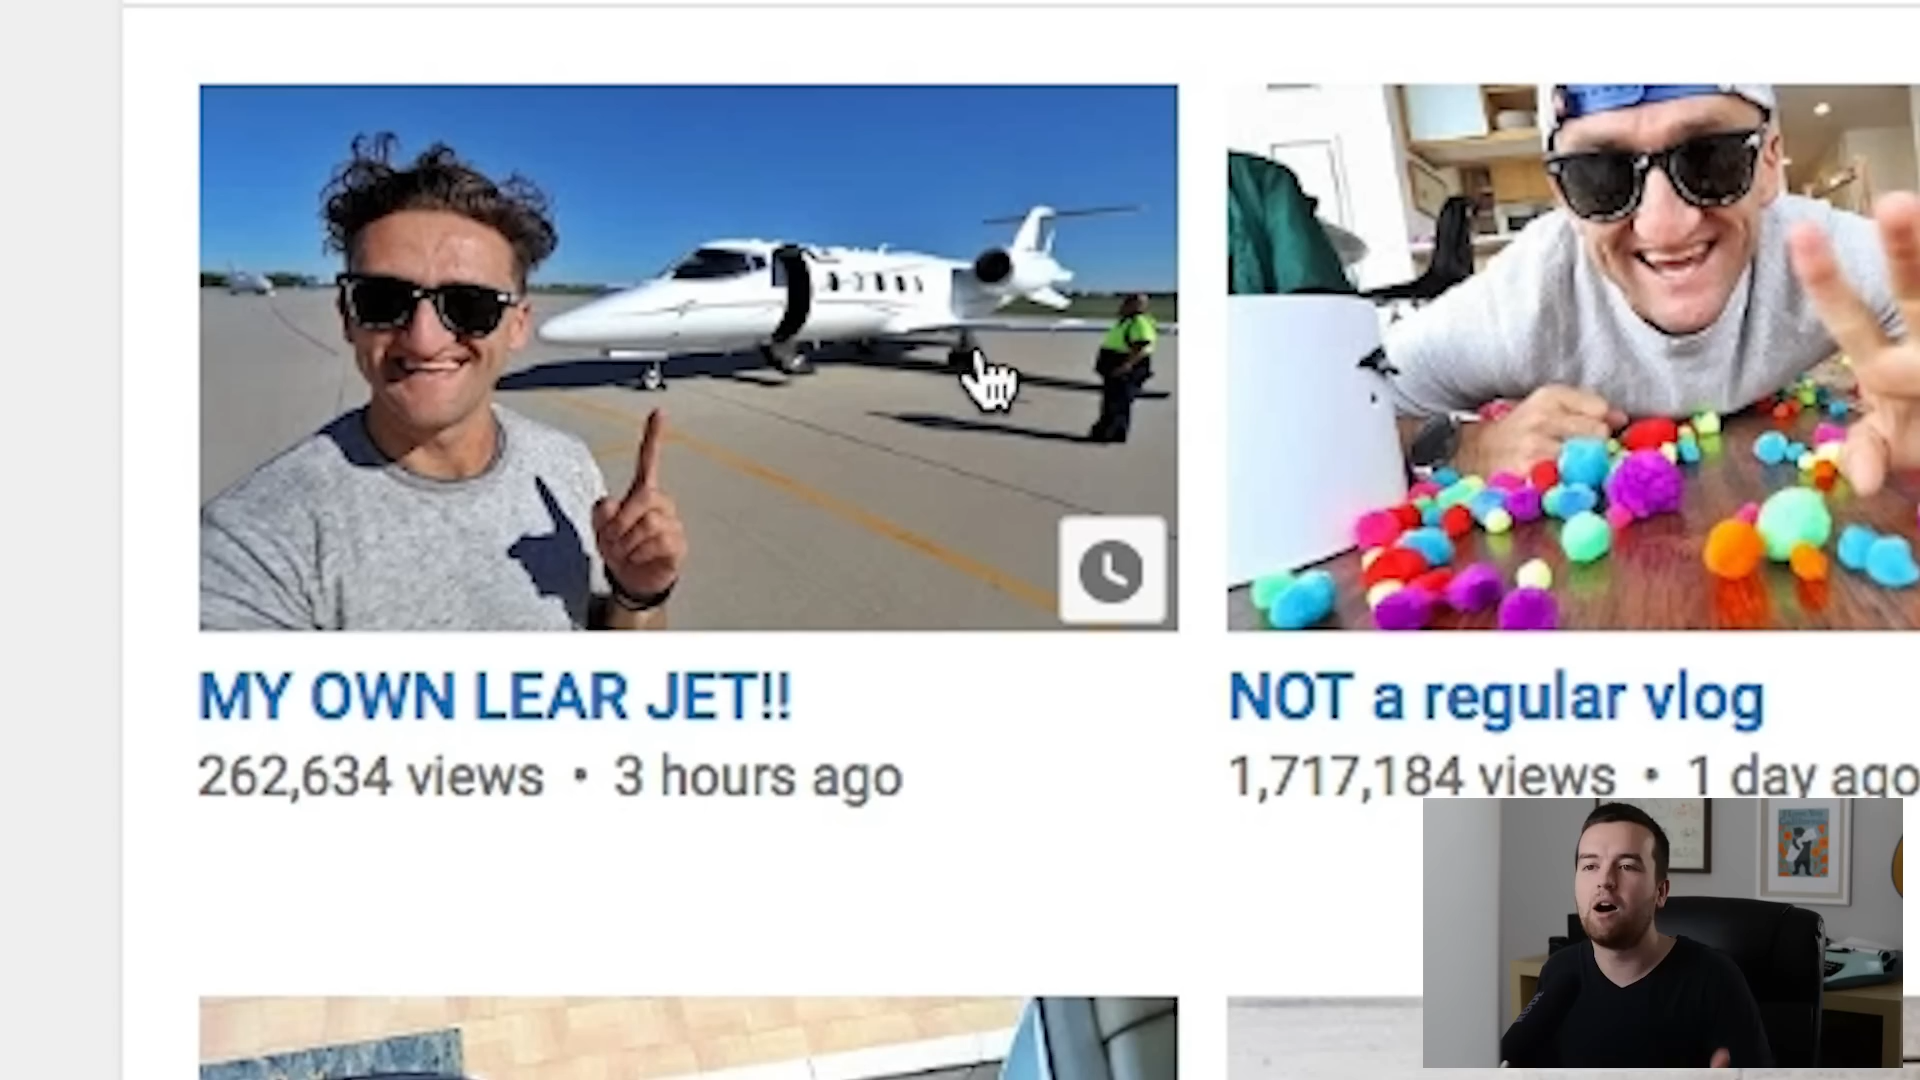 MY OWN LEAR JET!!
262,634 views • 3 hours ago
NOT a regular vlog
1,717,184 views • 1 day ago